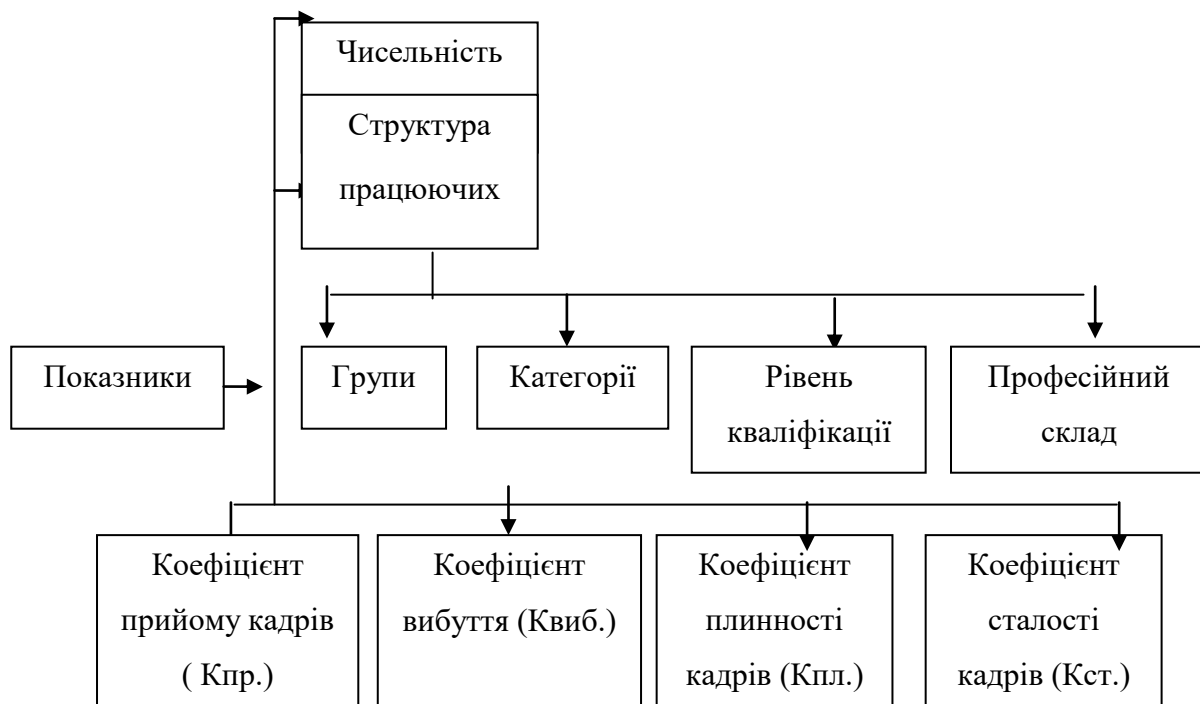 Чисельність
Структура
працюючих
Показники
Групи
Категорії
Рівень
кваліфікації
Професійний
склад
Коефіцієнт
прийому кадрів
( Кпр.)
Коефіцієнт
вибуття (Квиб.)
Коефіцієнт
плинності
кадрів (Кпл.)
Коефіцієнт
сталості
кадрів (Кст.)